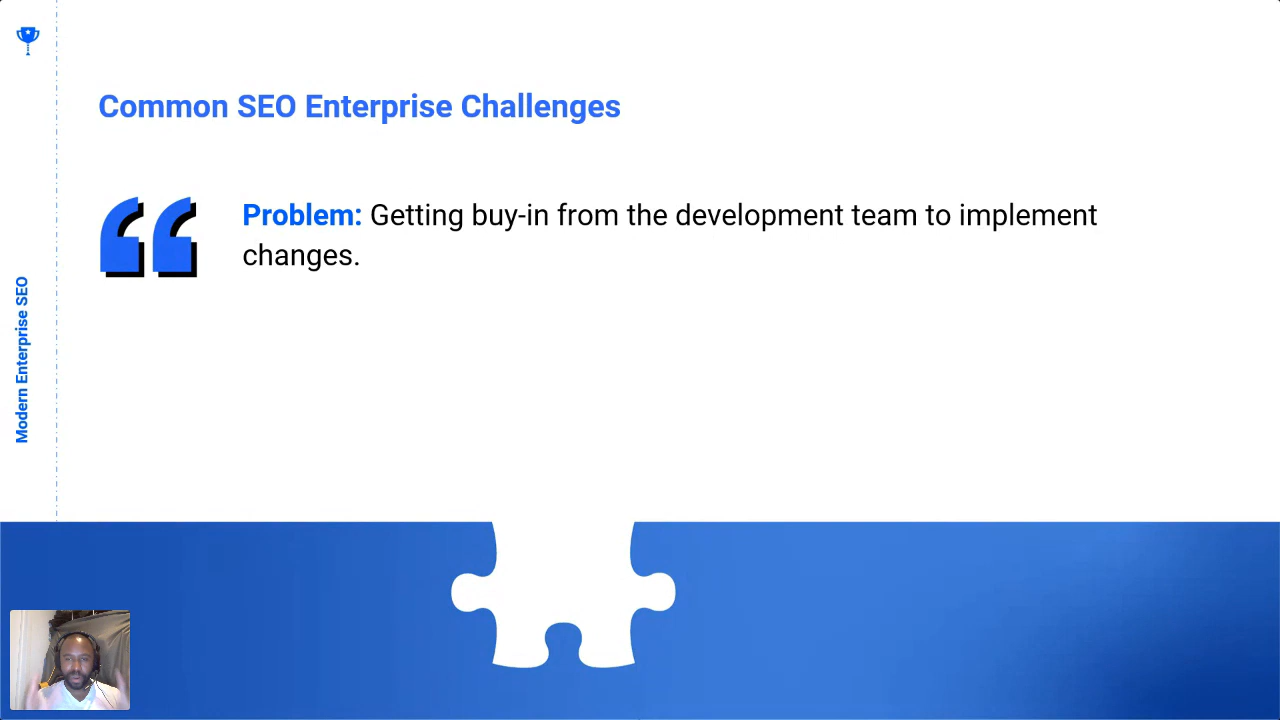 Common SEO Enterprise Challenges
Problem: Getting buy-in from the development team to implement
changes.
Modern Enterprise SEO